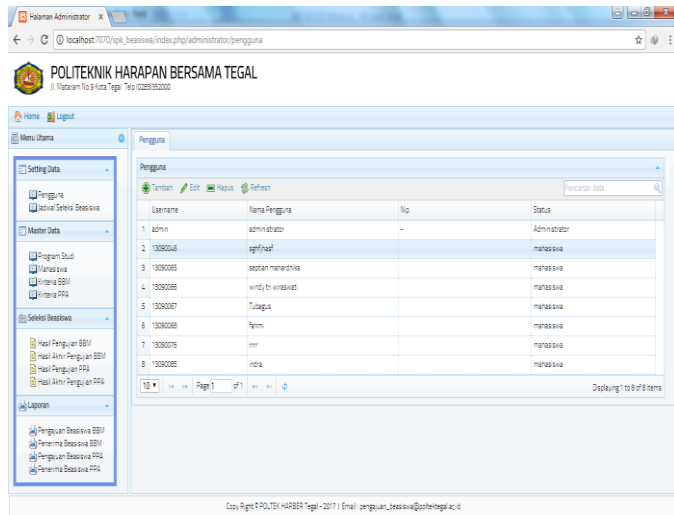 Halaman Administrator
localhost:7070/spk_beasiswa/index.php/administrator/pengguna
POLITEKNIK HARAPAN BERSAMA TEGAL
Jl. Mataram No.9 Kota Tegal Telp (0283)352000
Home Logout
Menu Utama
Setting Data
Pengguna
Jadwal Seleksi Beasiswa
Master Data
Program Studi
Mahasiswa
Kriteria BBM
Kriteria PPA
Seleksi Beasiswa
Hasil Pengujian BBM
Hasil Akhir Pengujian BBM
Hasil Pengujian PPA
Hasil Akhir Pengujian PPA
Laporan
Pengajuan Beasiswa BBM
Penerima Beasiswa BBM
Pengajuan Beasiswa PPA
Penerima Beasiswa PPA
Pengguna
Pengguna
Tambah Edit Hapus Refresh
Pencarian data
Username Nama Pengguna Nip Status
1 admin administrator - Administrator
2 13090046 sghfjhasf mahasiswa
3 13090065 septian mahardhika mahasiswa
4 13090066 windy tri wiraswati mahasiswa
5 13090067 Tubagus mahasiswa
6 13090068 fahmi mahasiswa
7 13090076 mahasiswa
8 13090085 indra mahasiswa
10 Page 1 of 1
Displaying 1 to 8 of 8 items
Copy Right © POLTEK HARBER Tegal - 2017 | Email : pengajuan_beasiswa@poltektegal.ac.id